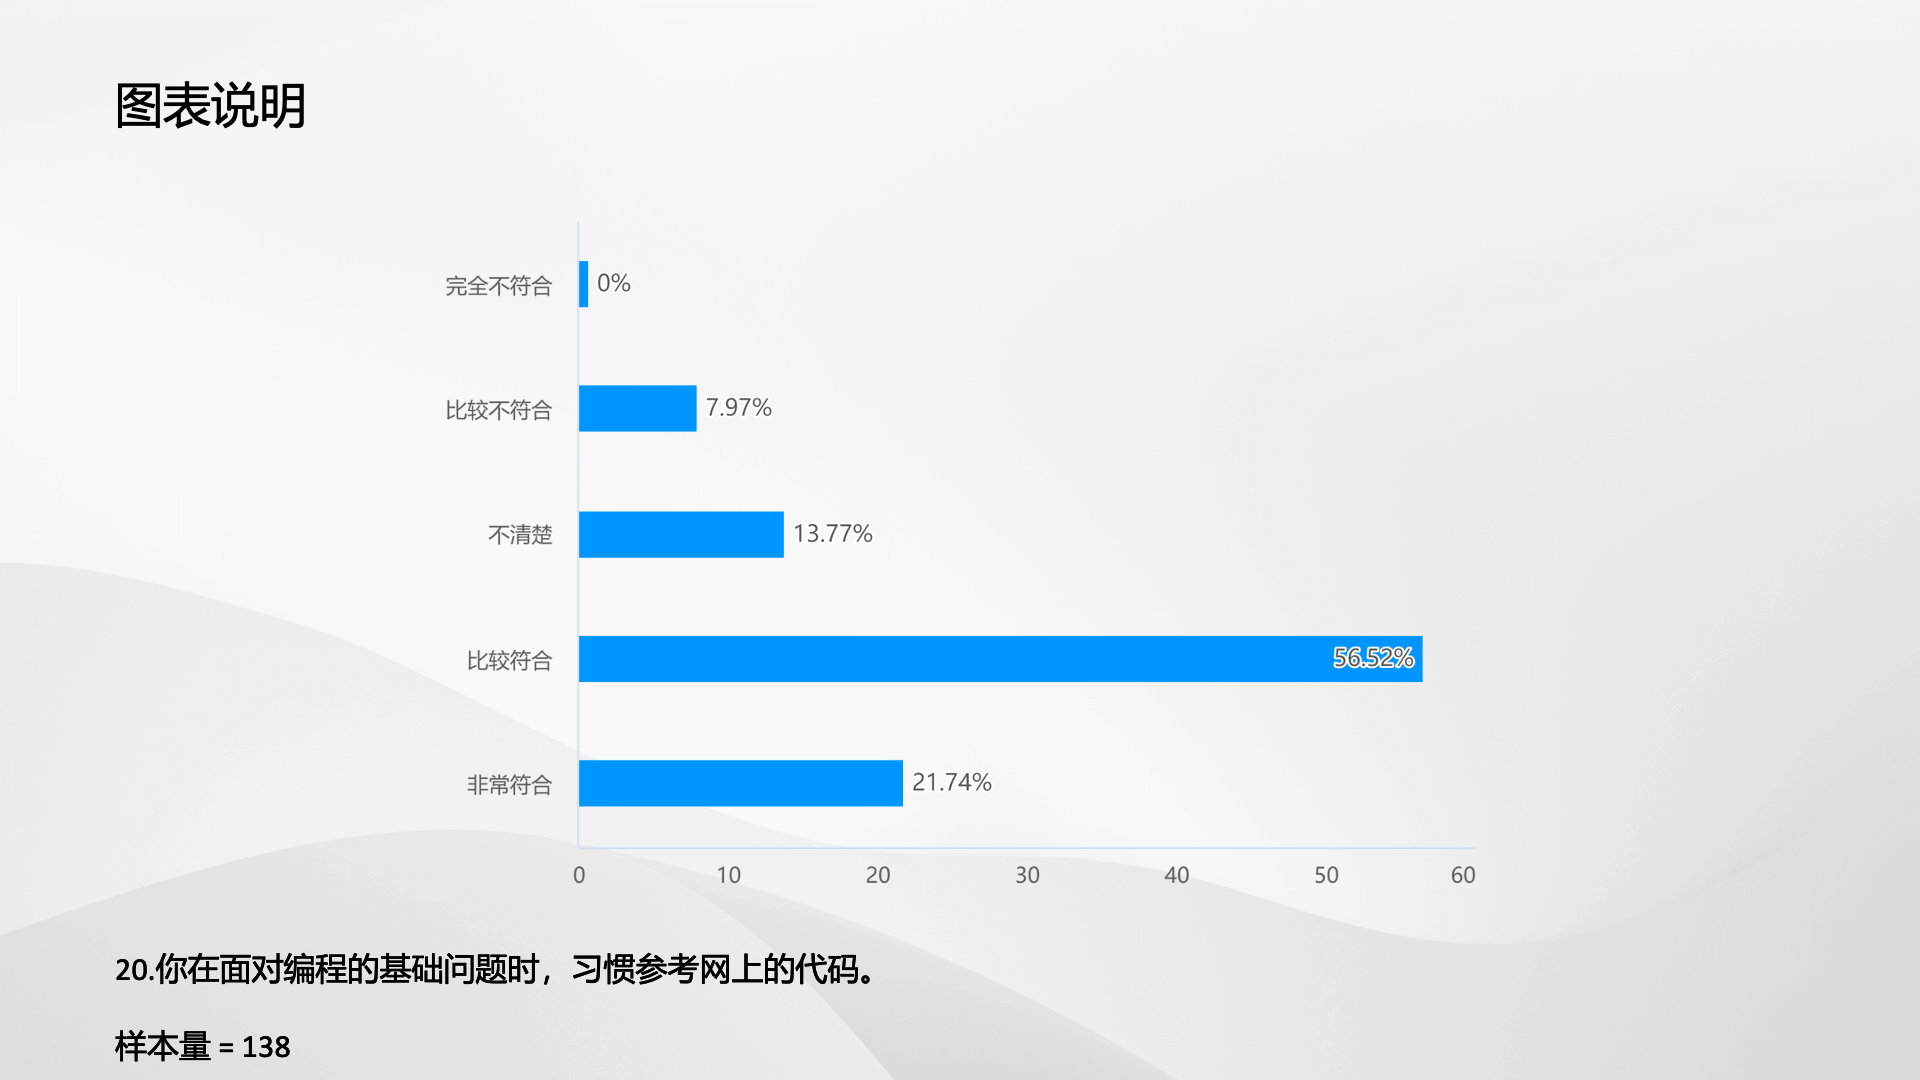 图表说明
完全不符合 0%
比较不符合 7.97%
不清楚 13.77%
比较符合 56.52%
非常符合 21.74%
0 10 20 30 40 50 60
20.你在面对编程的基础问题时，习惯参考网上的代码。
样本量 = 138